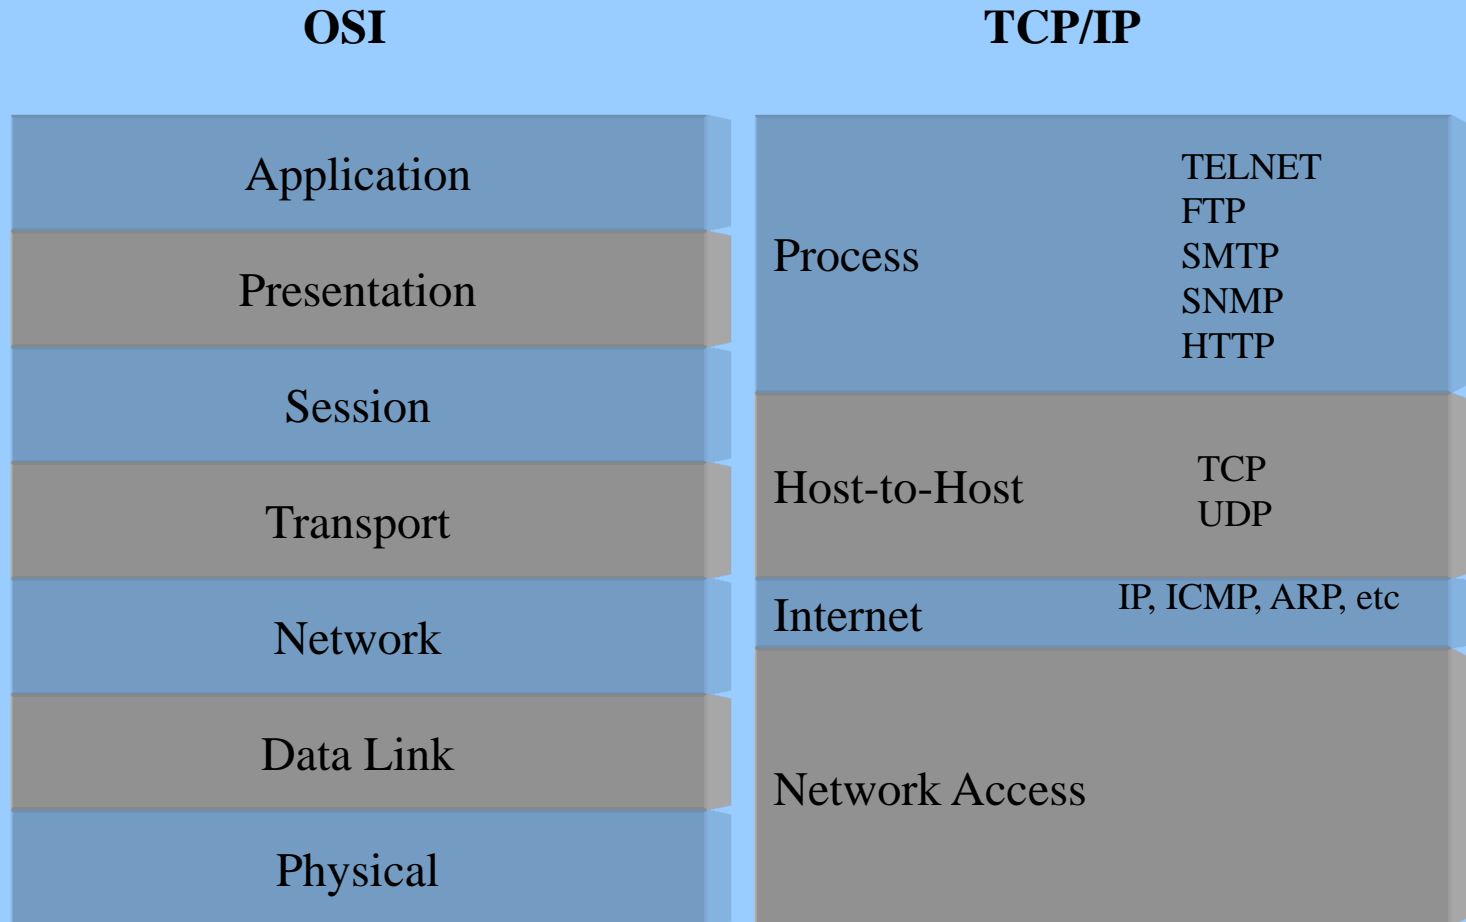 OSI
TCP/IP
Application
Presentation
Session
Transport
Network
Data Link
Physical
Process
TELNET
FTP
SMTP
SNMP
HTTP
Host-to-Host
TCP
UDP
Internet
IP, ICMP, ARP, etc
Network Access